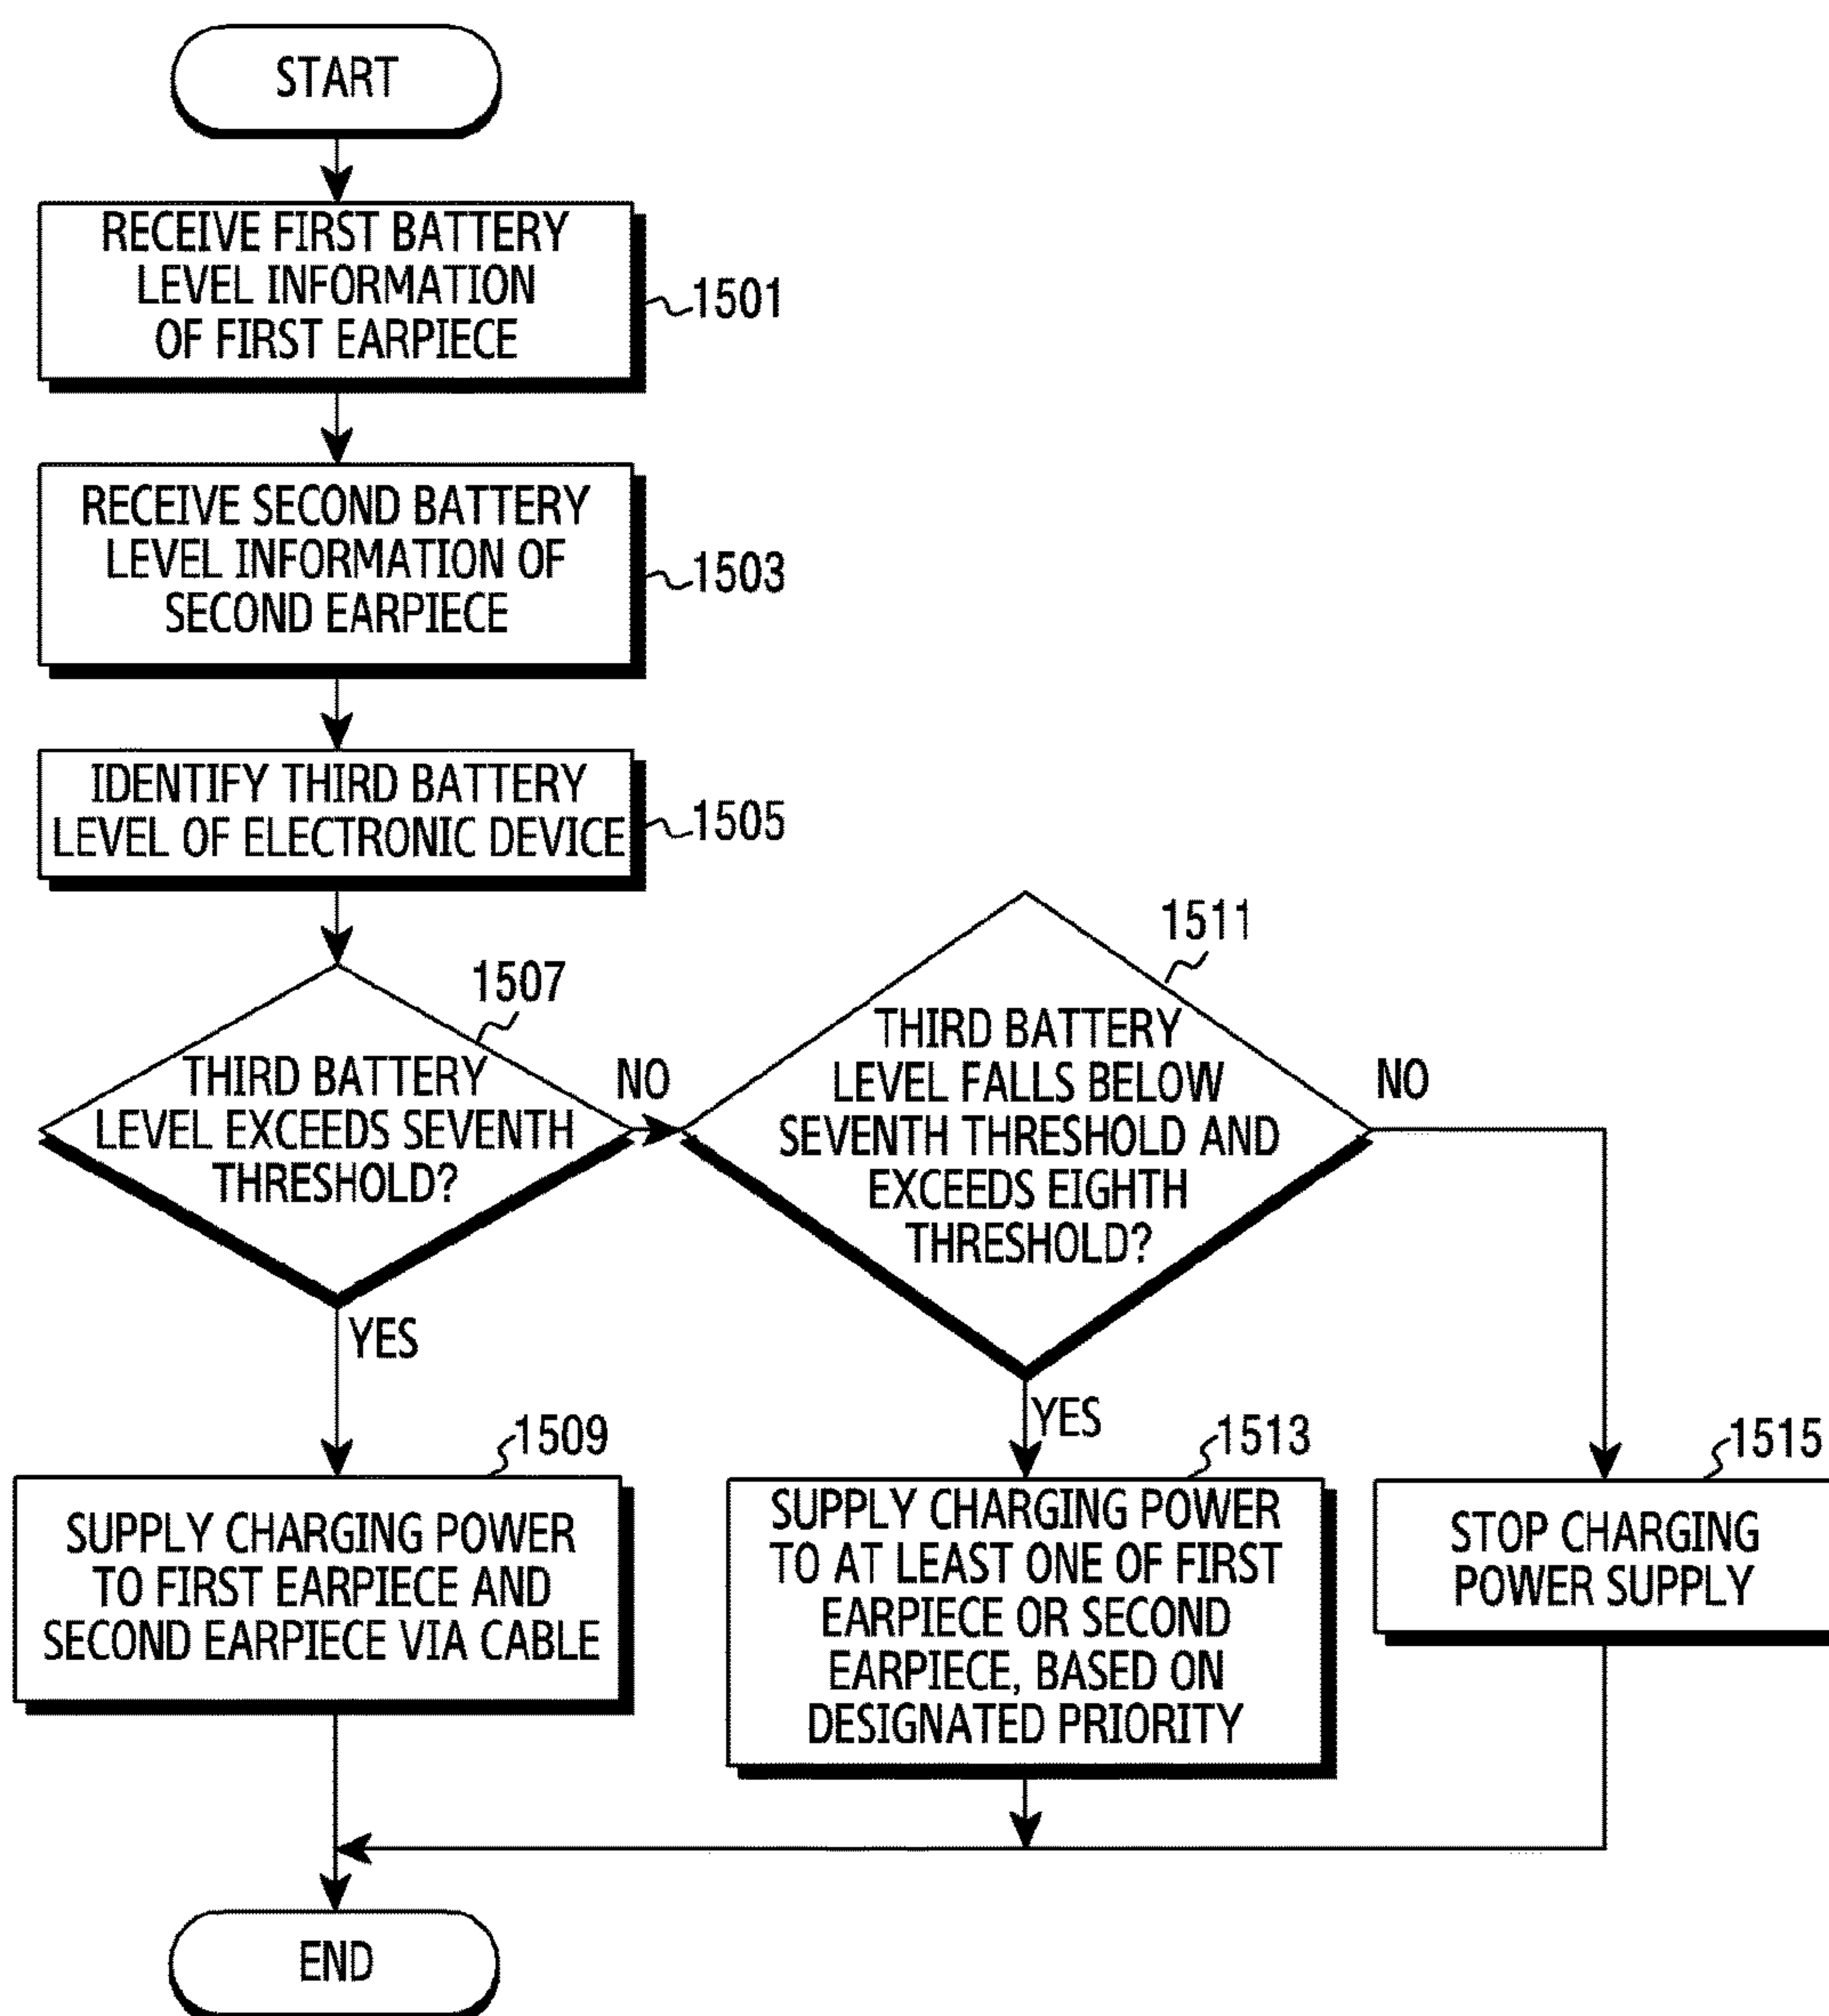 START
RECEIVE FIRST BATTERY
LEVEL INFORMATION
OF FIRST EARPIECE
1501
RECEIVE SECOND BATTERY
LEVEL INFORMATION OF
SECOND EARPIECE
1503
IDENTIFY THIRD BATTERY
LEVEL OF ELECTRONIC DEVICE
1505
1507
THIRD BATTERY
LEVEL EXCEEDS SEVENTH
THRESHOLD?
NO
YES
1511
THIRD BATTERY
LEVEL FALLS BELOW
SEVENTH THRESHOLD AND
EXCEEDS EIGHTH
THRESHOLD?
NO
YES
1509
SUPPLY CHARGING POWER
TO FIRST EARPIECE AND
SECOND EARPIECE VIA CABLE
1513
SUPPLY CHARGING POWER
TO AT LEAST ONE OF FIRST
EARPIECE OR SECOND
EARPIECE, BASED ON
DESIGNATED PRIORITY
1515
STOP CHARGING
POWER SUPPLY
END